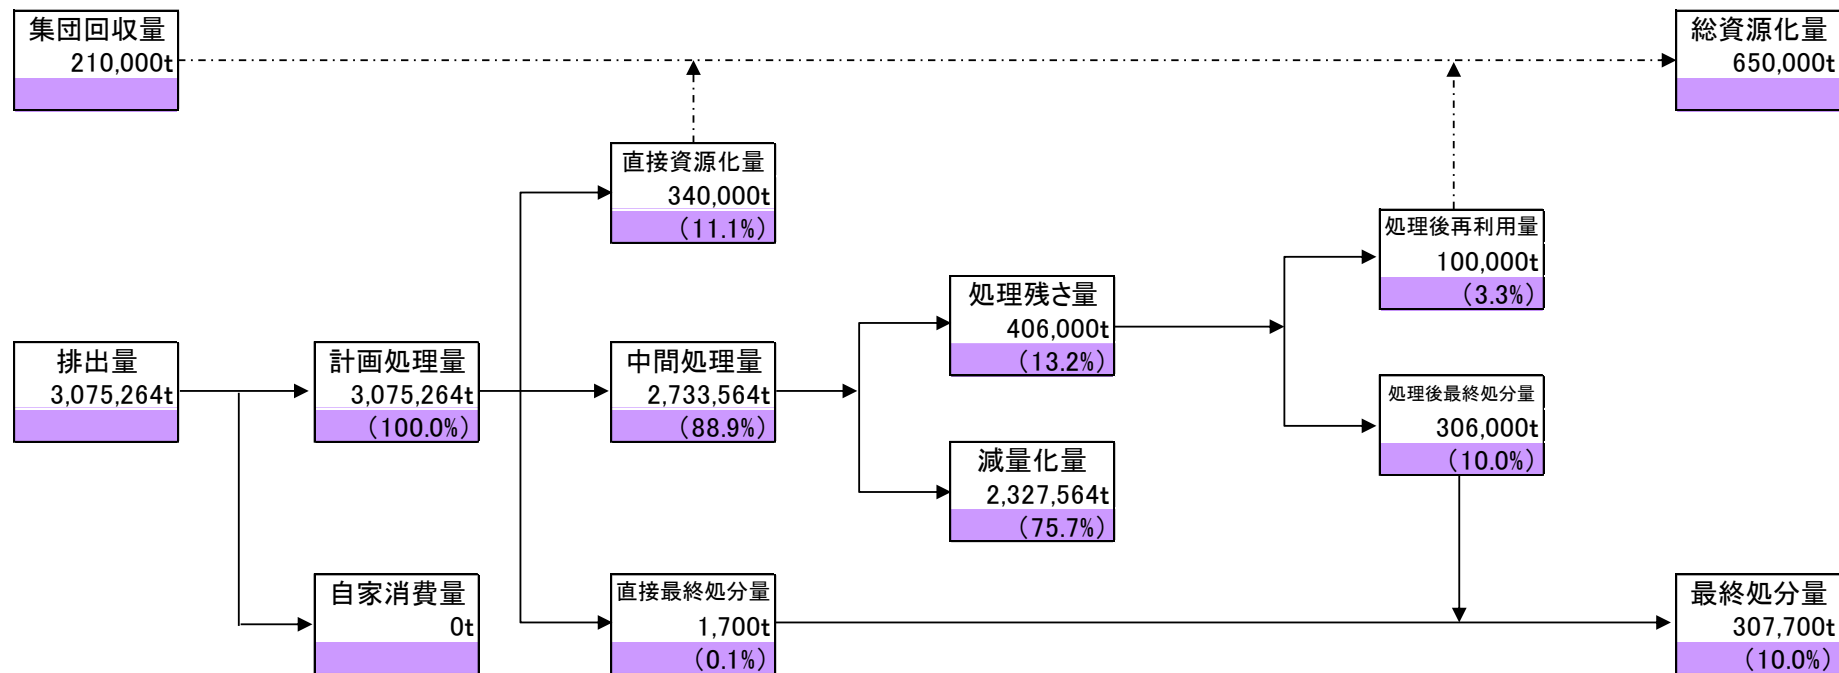 集団回収量
210,000t
総資源化量
650,000t
直接資源化量
340,000t
(11.1%)
処理後再利用量
100,000t
(3.3%)
処理残さ量
406,000t
(13.2%)
排出量
3,075,264t
計画処理量
3,075,264t
(100.0%)
中間処理量
2,733,564t
(88.9%)
処理後最終処分量
306,000t
(10.0%)
減量化量
2,327,564t
(75.7%)
自家消費量
0t
直接最終処分量
1,700t
(0.1%)
最終処分量
307,700t
(10.0%)